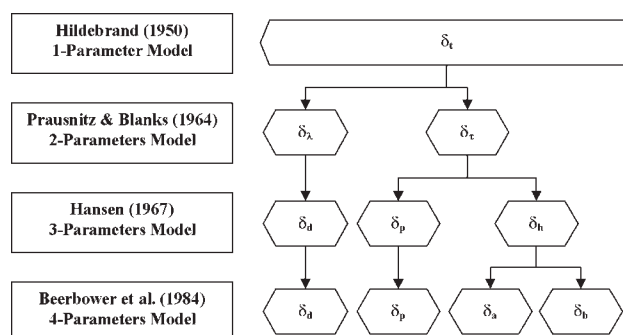 Hildebrand (1950)
1-Parameter Model
δt
Prausnitz & Blanks (1964)
2-Parameters Model
δλ
δτ
Hansen (1967)
3-Parameters Model
δd
δp
δh
Beerbower et al. (1984)
4-Parameters Model
δd
δp
δa
δb